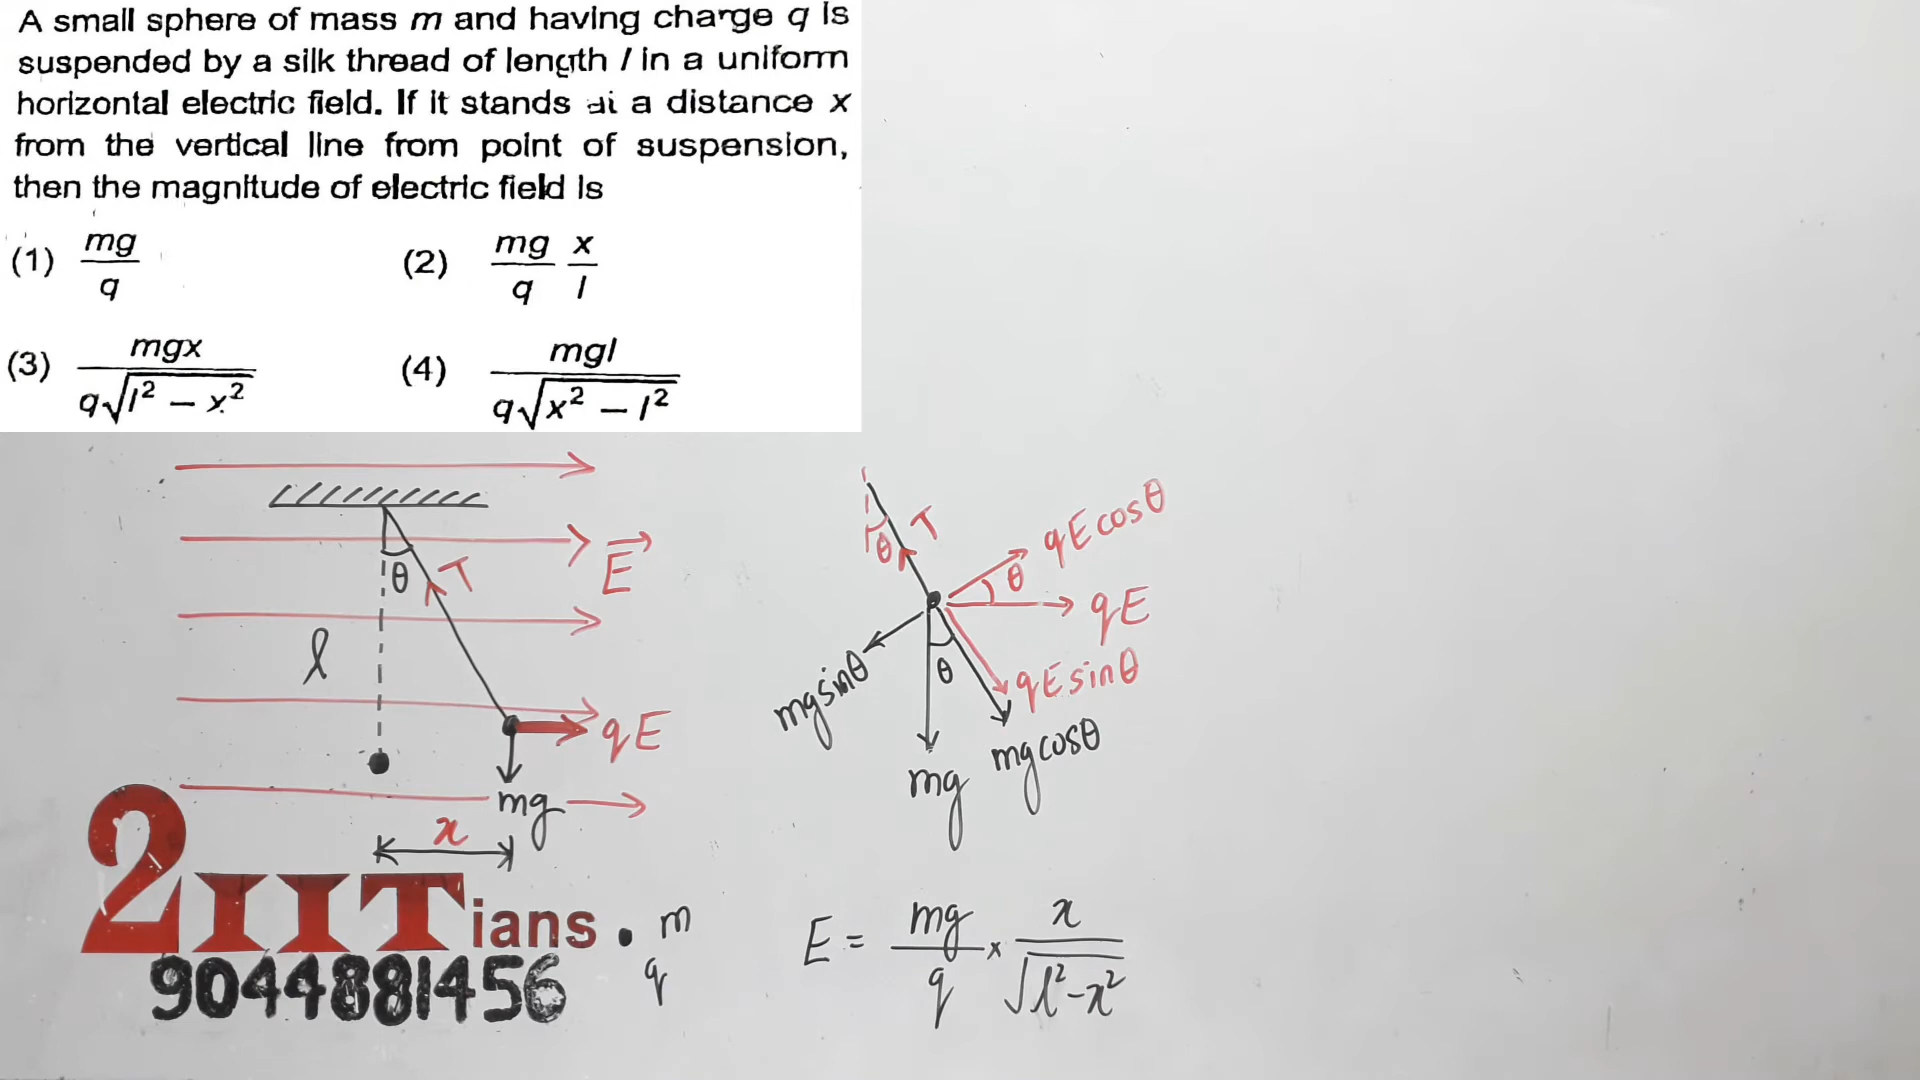 A small sphere of mass m and having charge q is
suspended by a silk thread of length l in a uniform
horizontal electric field. If it stands at a distance x
from the vertical line from point of suspension,
then the magnitude of electric field is
(1) mg/q (2) mg/q x/l
(3) mgx/q√l² – x² (4) mgl/q√x² – l²
θ T
E
l
qE
mg
x
θ T
qE cosθ
θ
qE
mg sinθ
θ
qE sinθ
mg cosθ
mg
2IITians. m
q
9044881456
E = mg/q × x/√l²-x²